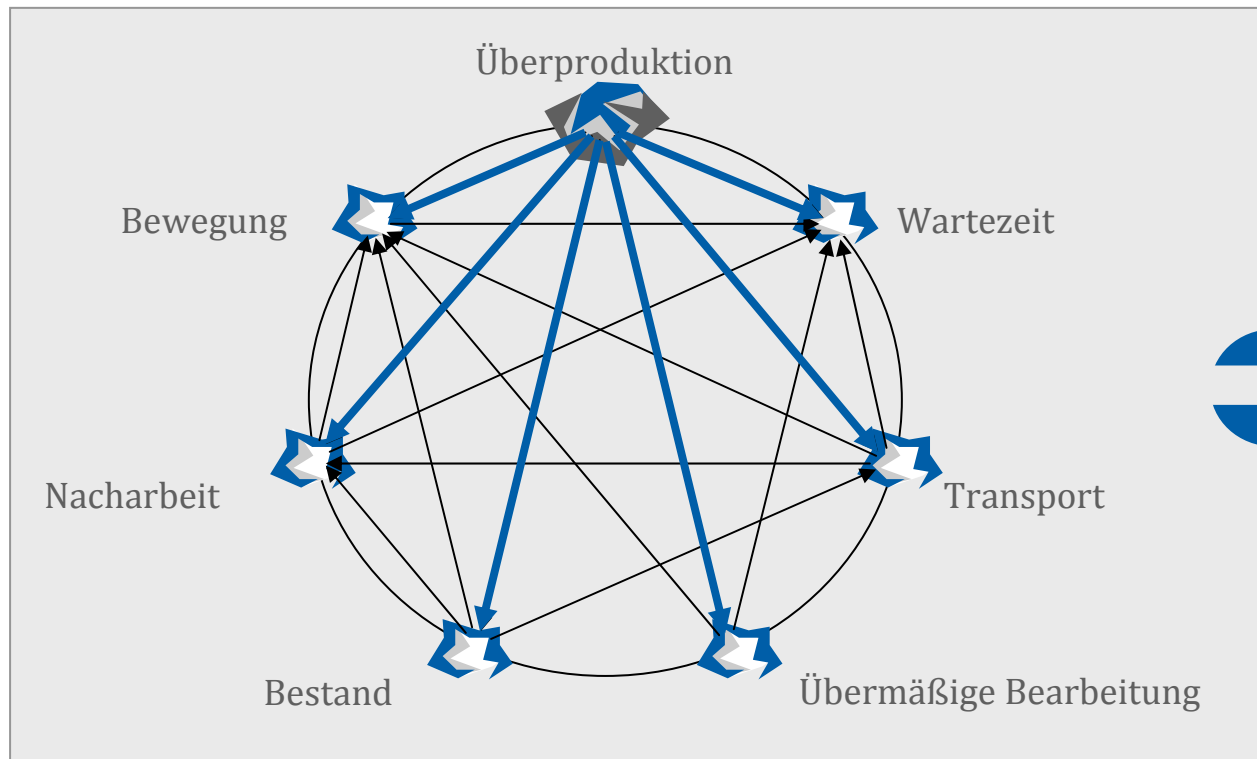 Überproduktion
Bewegung
Wartezeit
Nacharbeit
Transport
Bestand
Übermäßige Bearbeitung